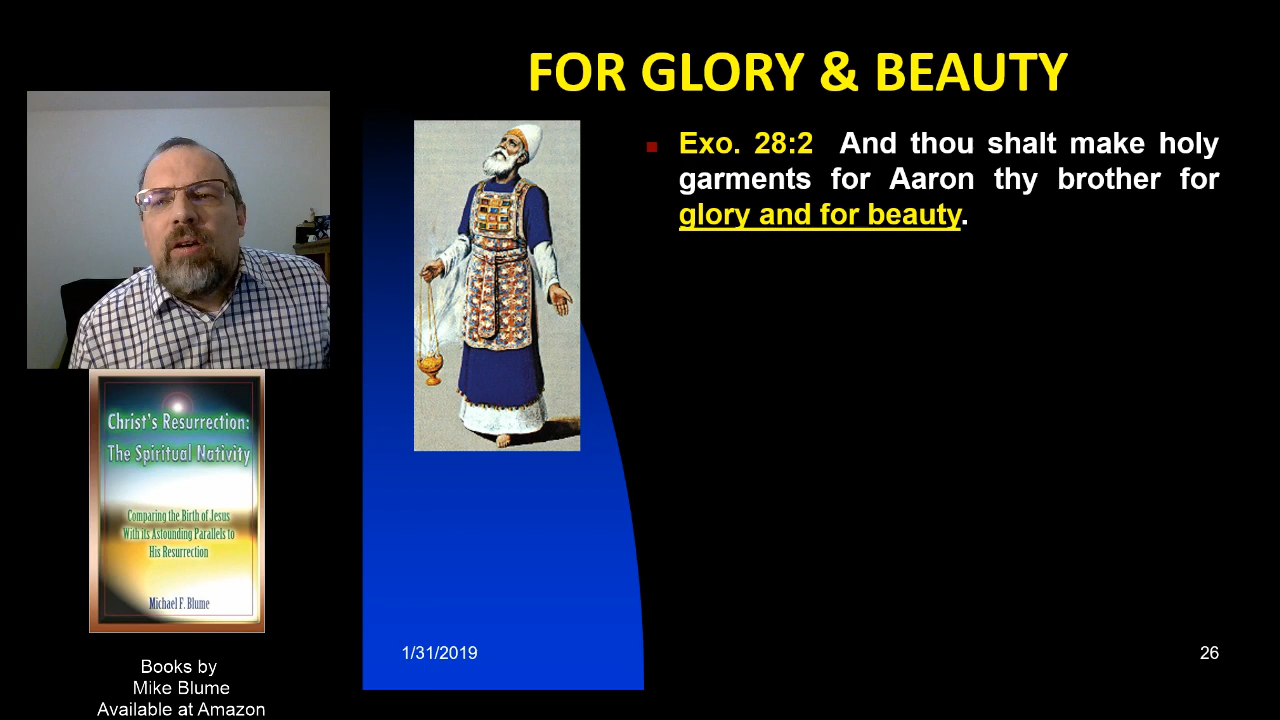 FOR GLORY & BEAUTY
Exo. 28:2 And thou shalt make holy
garments for Aaron thy brother for
glory and for beauty.
Christ's Resurrection:
The Spiritual Nativity
Comparing the Birth of Jesus
With its Astounding Parallels to
His Resurrection
Michael F. Blume
Books by
Mike Blume
Available at Amazon
1/31/2019
26